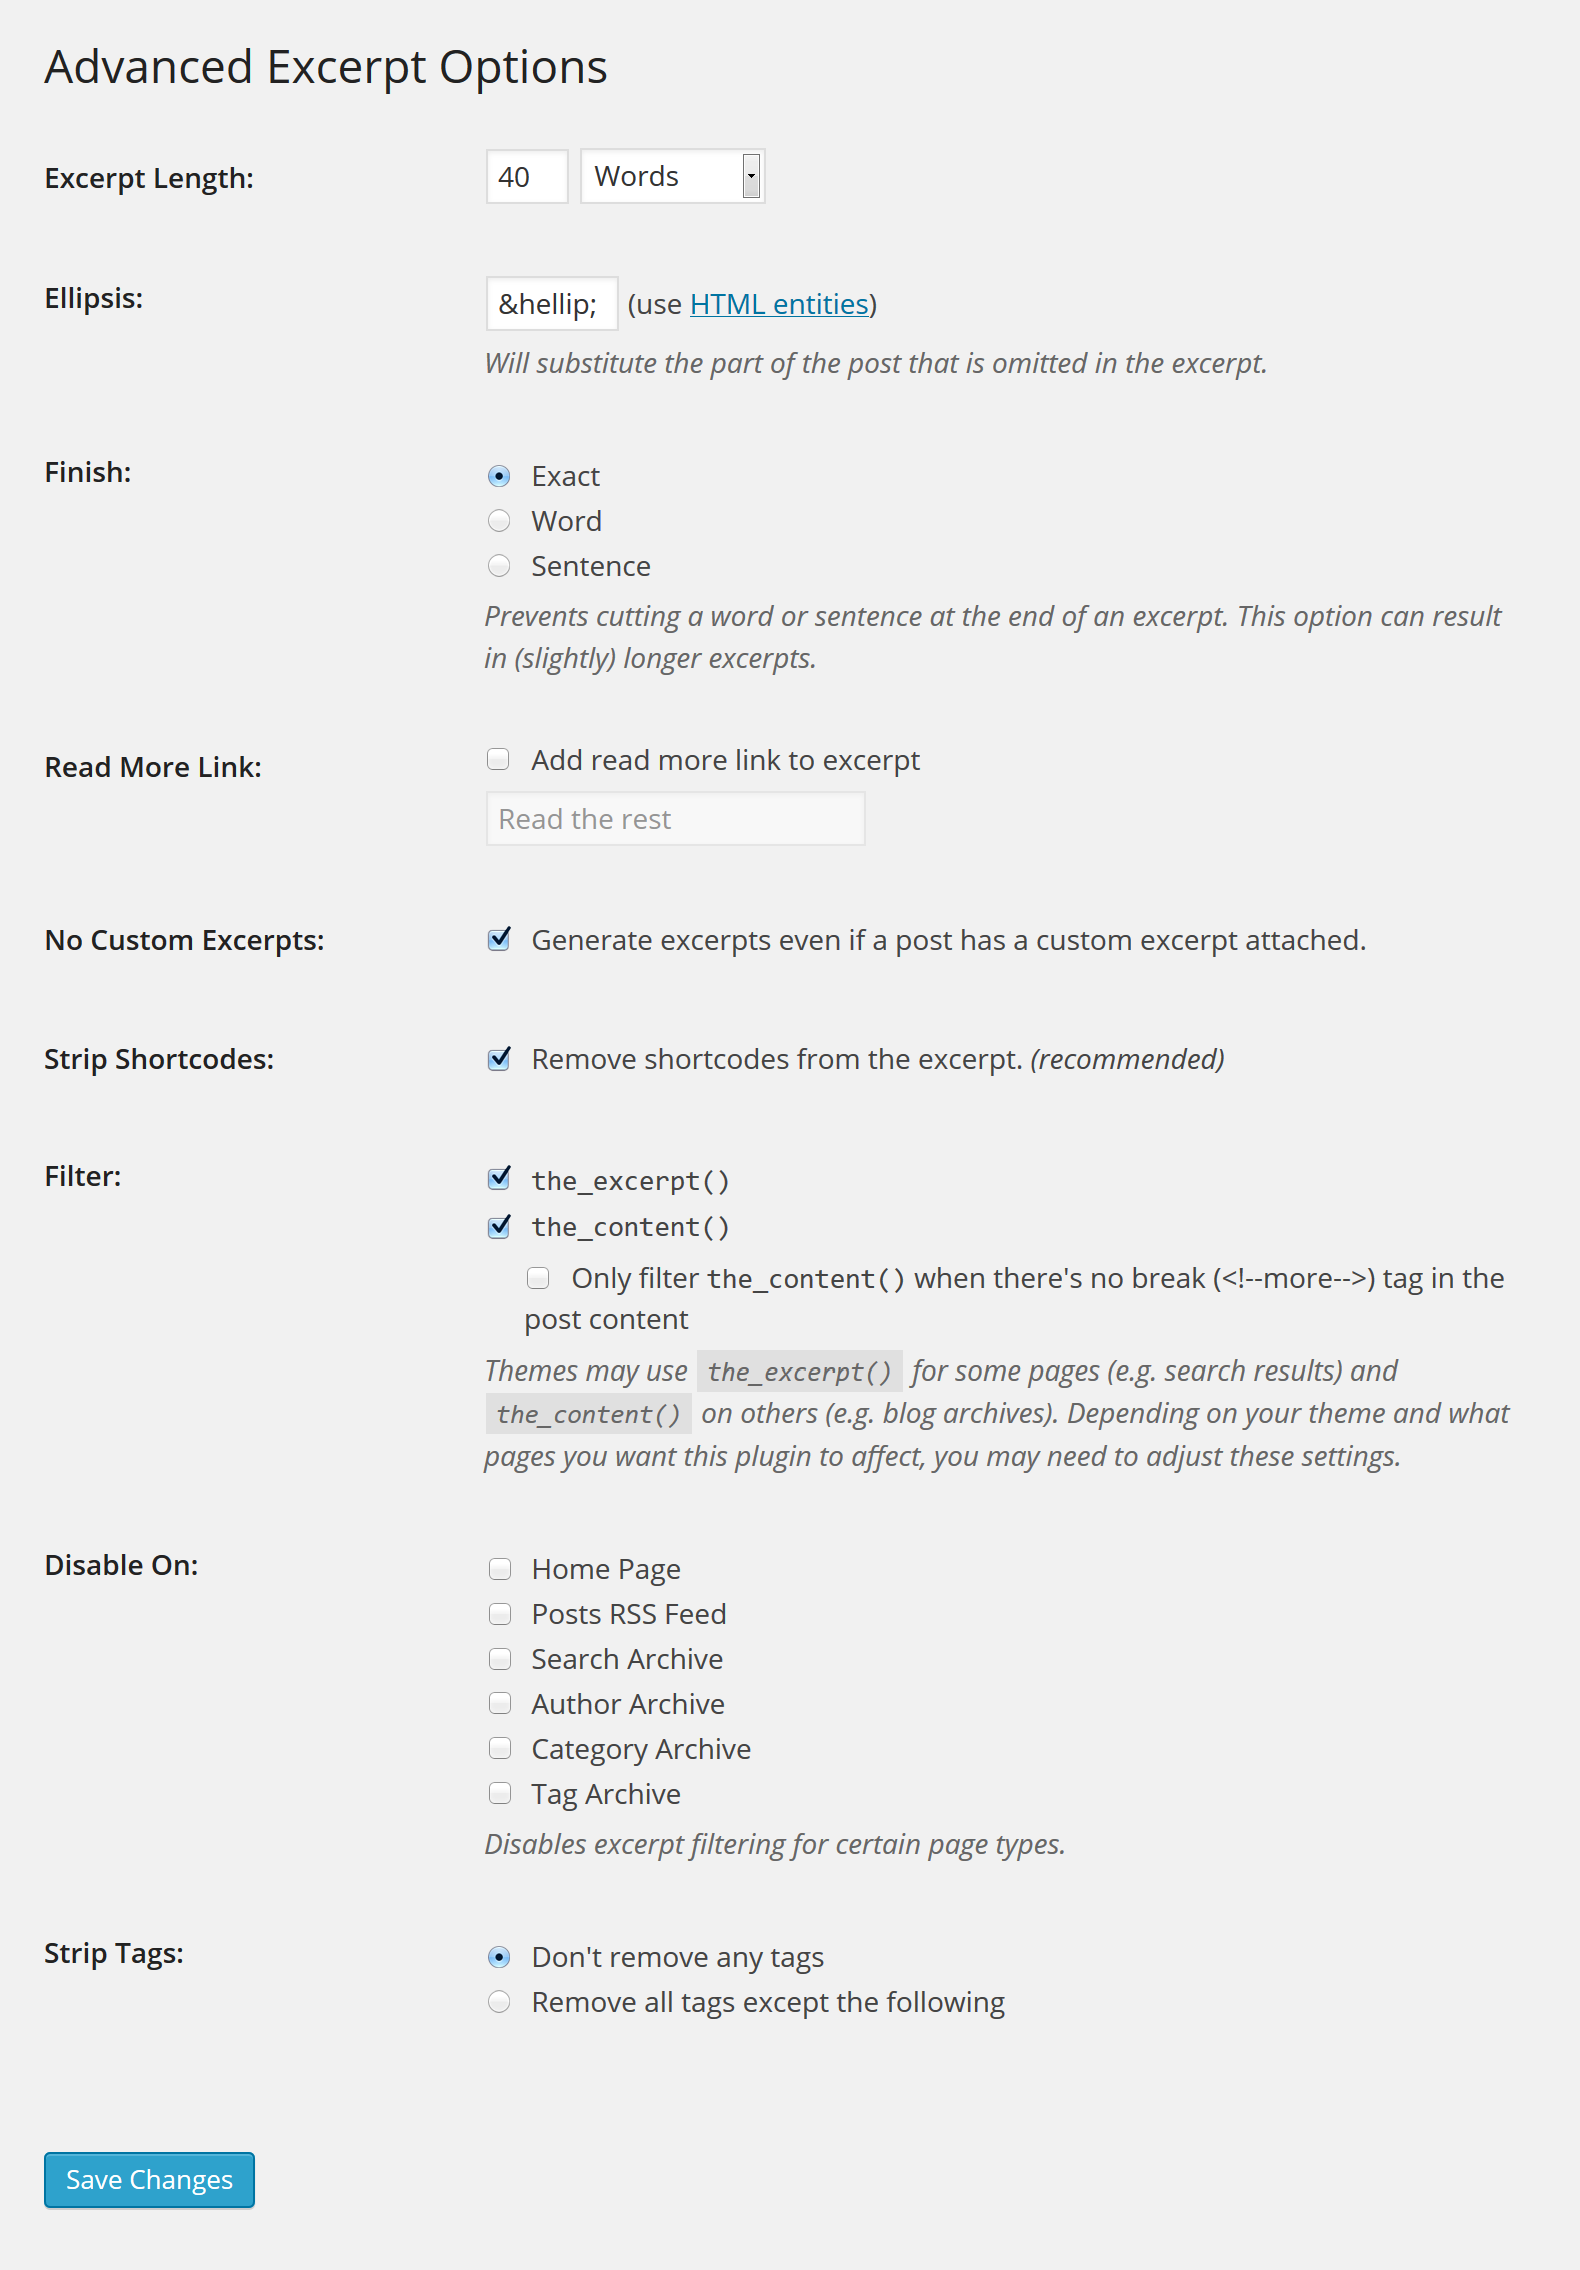 Advanced Excerpt Options
Excerpt Length: 40 Words
Ellipsis: &hellip; (use HTML entities)
Will substitute the part of the post that is omitted in the excerpt.
Finish: Exact
Word
Sentence
Prevents cutting a word or sentence at the end of an excerpt. This option can result
in (slightly) longer excerpts.
Read More Link: Add read more link to excerpt
Read the rest
No Custom Excerpts: Generate excerpts even if a post has a custom excerpt attached.
Strip Shortcodes: Remove shortcodes from the excerpt. (recommended)
Filter: the_excerpt()
the_content()
Only filter the_content() when there's no break (<!--more-->) tag in the
post content
Themes may use the_excerpt() for some pages (e.g. search results) and
the_content() on others (e.g. blog archives). Depending on your theme and what
pages you want this plugin to affect, you may need to adjust these settings.
Disable On: Home Page
Posts RSS Feed
Search Archive
Author Archive
Category Archive
Tag Archive
Disables excerpt filtering for certain page types.
Strip Tags: Don't remove any tags
Remove all tags except the following
Save Changes